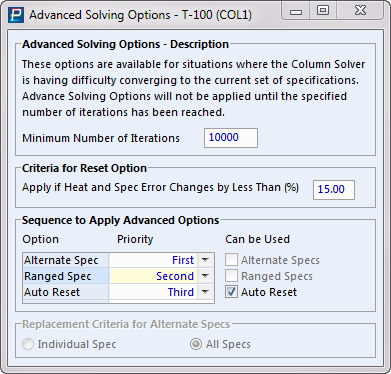 Advanced Solving Options - T-100 (COL1)
Advanced Solving Options - Description
These options are available for situations where the Column Solver
is having difficulty converging to the current set of specifications.
Advance Solving Options will not be applied until the specified
number of iterations has been reached.
Minimum Number of Iterations 10000
Criteria for Reset Option
Apply if Heat and Spec Error Changes by Less Than (%) 15.00
Sequence to Apply Advanced Options
Option Priority Can be Used
Alternate Spec First Alternate Specs
Ranged Spec Second Ranged Specs
Auto Reset Third Auto Reset
Replacement Criteria for Alternate Specs
Individual Spec All Specs